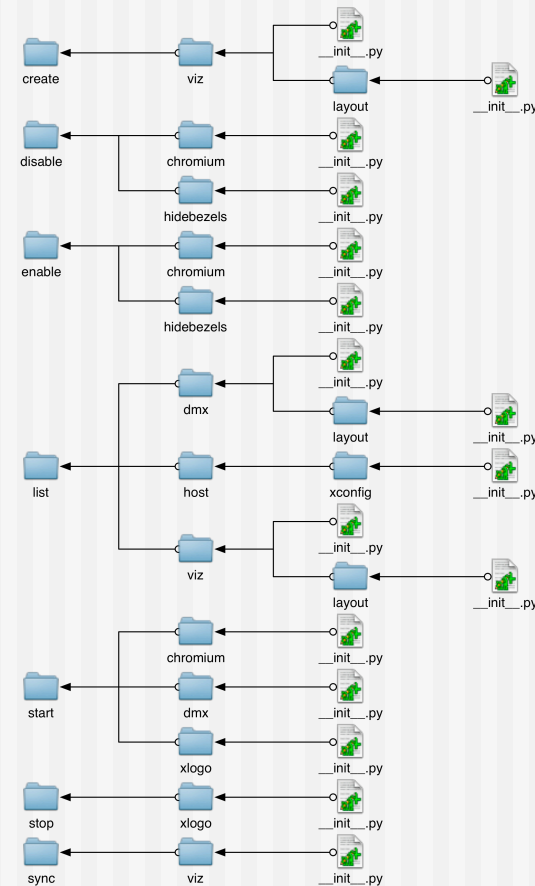 __init__.py
create
viz
layout
__init__.py
disable
chromium
__init__.py
hidebezels
__init__.py
enable
chromium
__init__.py
hidebezels
__init__.py
__init__.py
dmx
layout
__init__.py
list
host
xconfig
__init__.py
__init__.py
viz
layout
__init__.py
chromium
__init__.py
start
dmx
__init__.py
xlogo
__init__.py
stop
xlogo
__init__.py
sync
viz
__init__.py